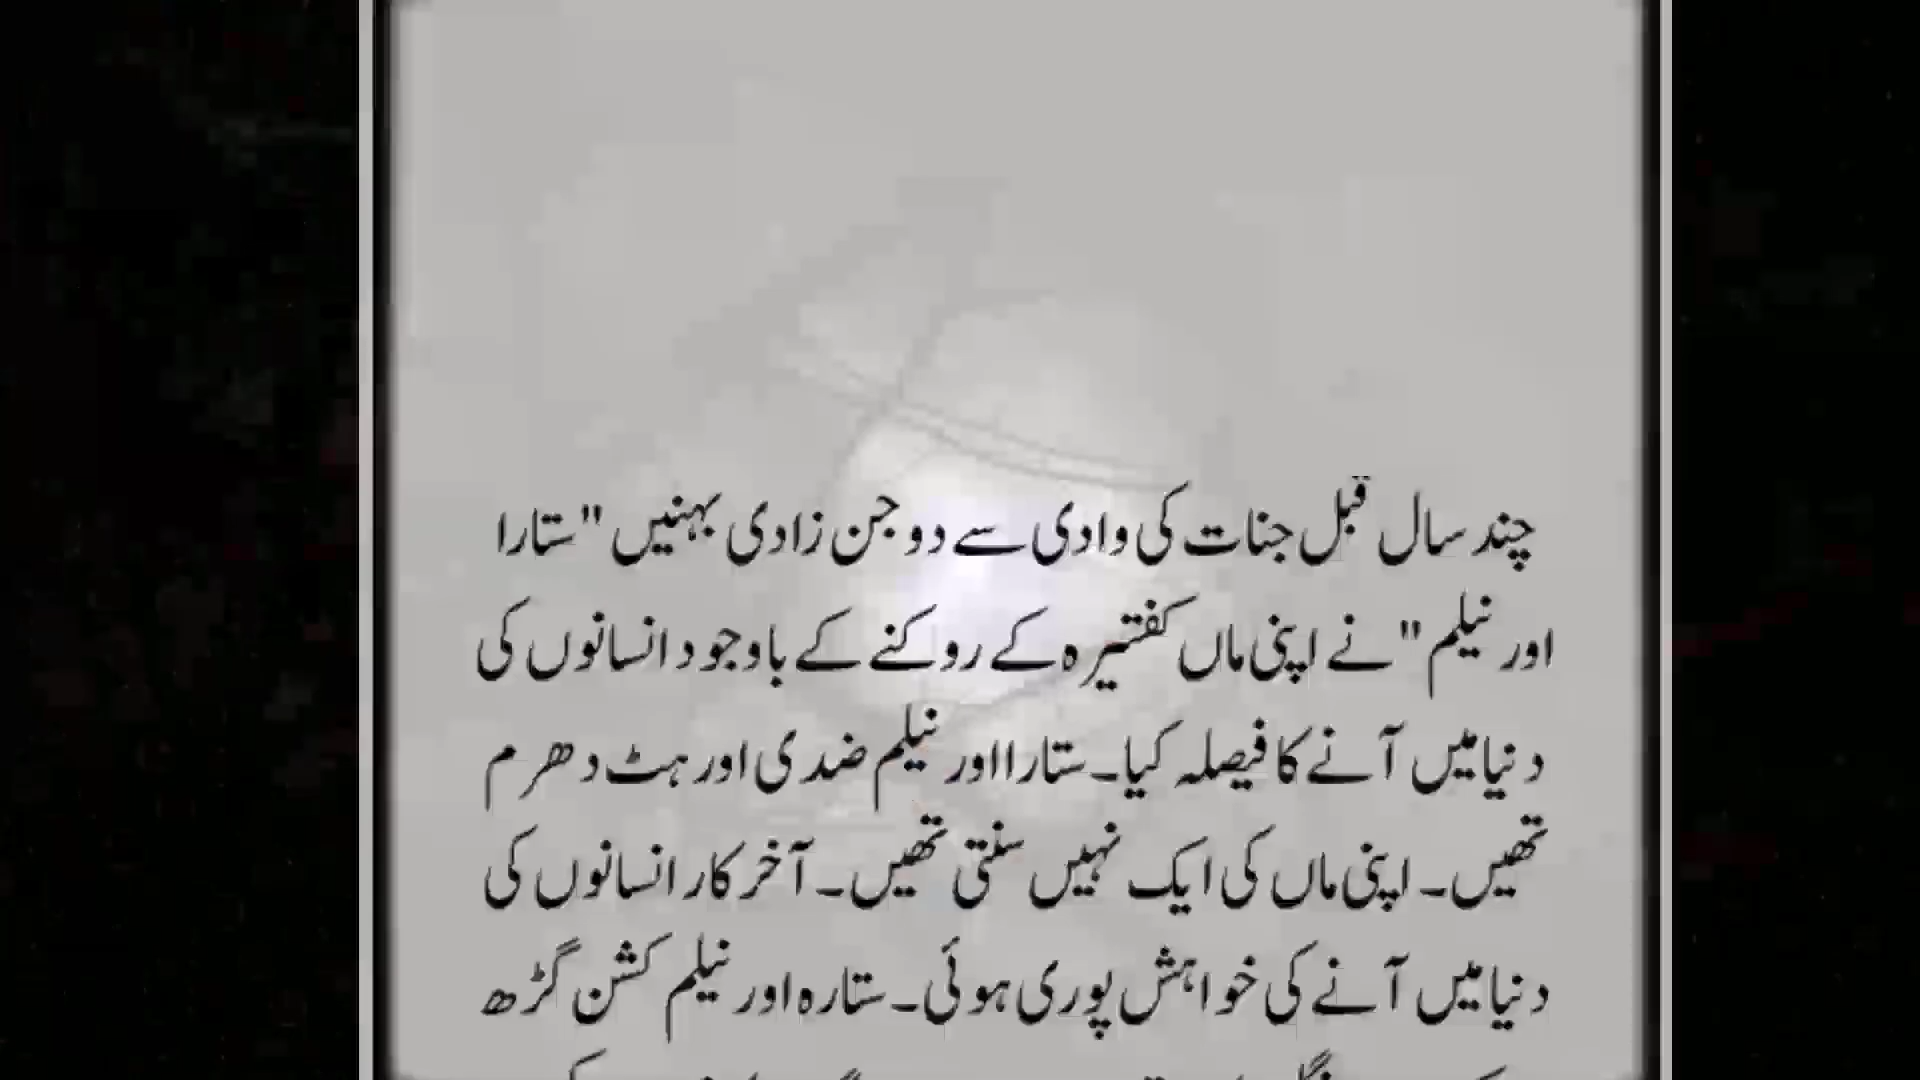 چند سال قبل جنات کی وادی سے دو جن زادی بہنیں "ستارا
اور نیلم" نے اپنی ماں کفتیرہ کے روکنے کے باوجود انسانوں کی
دنیا میں آنے کا فیصلہ کیا۔ ستارا اور نیلم ضدی اور ہٹ دھرم
تھیں۔ اپنی ماں کی ایک نہیں سنتی تھیں۔ آخر کار انسانوں کی
دنیا میں آنے کی خواہش پوری ہوئی۔ ستارہ اور نیلم کشن گڑھ